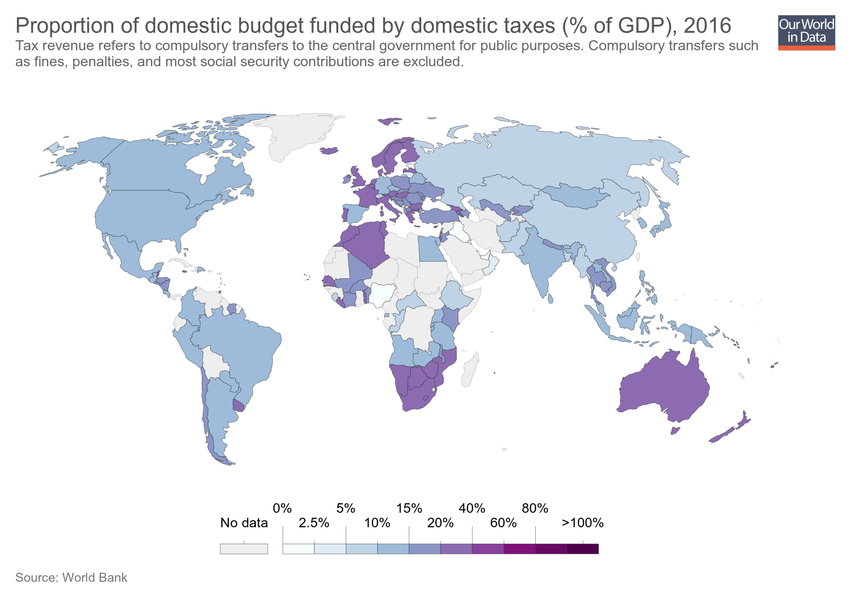 Proportion of domestic budget funded by domestic taxes (% of GDP), 2016
Our World
in Data
Tax revenue refers to compulsory transfers to the central government for public purposes. Compulsory transfers such
as fines, penalties, and most social security contributions are excluded.
0% 5% 15% 40% 80%
No data 2.5% 10% 20% 60% >100%
Source: World Bank